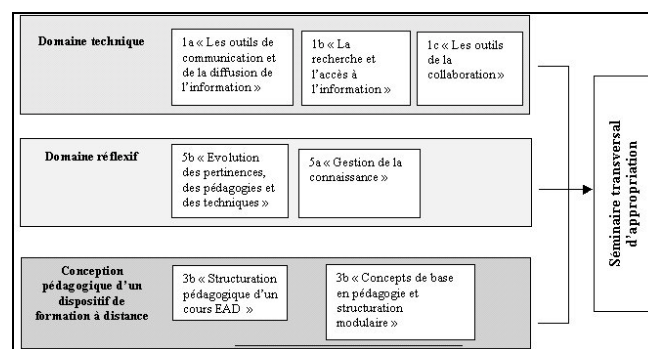 Domaine technique
1a « Les outils de
communication et
de la diffusion de
l'information »
1b « La
recherche et
l'accès à
l'information »
1c « Les outils
de la
collaboration »
Domaine réflexif
5b « Evolution
des pertinences,
des pédagogies et
des techniques »
5a « Gestion de la
connaissance »
Conception
pédagogique d'un
dispositif de
formation à distance
3b « Structuration
pédagogique d'un
cours EAD »
3b « Concepts de base
en pédagogie et
structuration
modulaire »
Séminaire transversal
d'appropriation